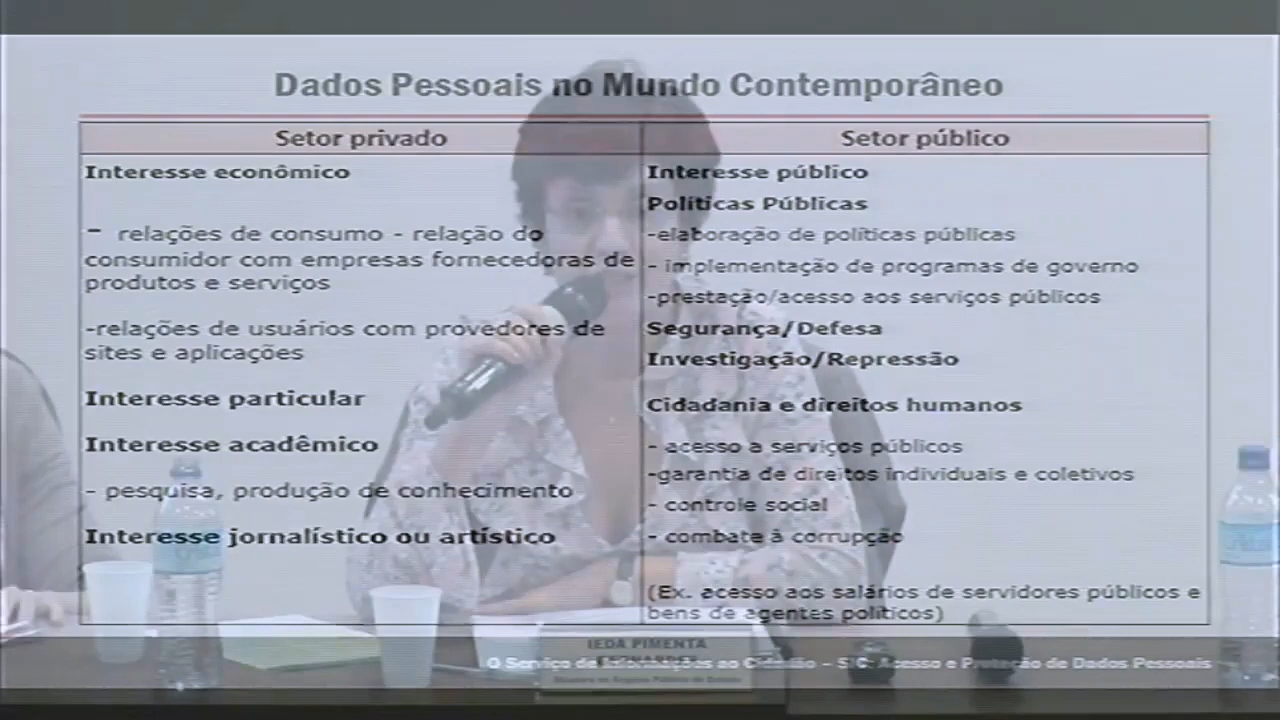 Dados Pessoais no Mundo Contemporâneo
Setor privado
Interesse econômico
- relações de consumo - relação do
consumidor com empresas fornecedoras de
produtos e serviços
-relações de usuários com provedores de
sites e aplicações
Interesse particular
Interesse acadêmico
- pesquisa, produção de conhecimento
Interesse jornalístico ou artístico
Setor público
Interesse público
Políticas Públicas
-elaboração de políticas públicas
- implementação de programas de governo
-prestação/acesso aos serviços públicos
Segurança/Defesa
Investigação/Repressão
Cidadania e direitos humanos
- acesso a serviços públicos
-garantia de direitos individuais e coletivos
- controle social
- combate à corrupção
(Ex. acesso aos salários de servidores públicos e
bens de agentes políticos)
IEDA PIMENTA
O Serviço de Informações ao Cidadão – SIC: Acesso e Proteção de Dados Pessoais